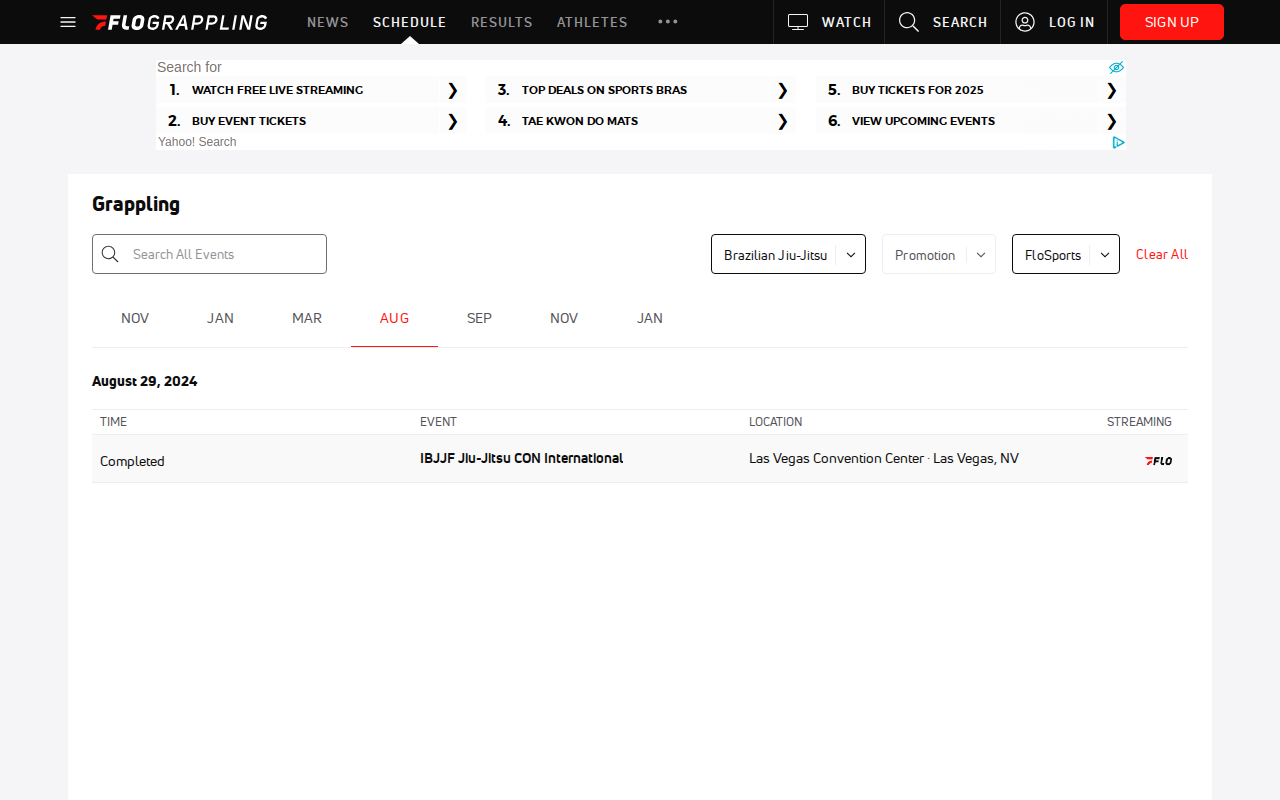 FLOGRAPPLING NEWS SCHEDULE RESULTS ATHLETES WATCH SEARCH LOG IN SIGN UP
Search for
1. WATCH FREE LIVE STREAMING ❯ 3. TOP DEALS ON SPORTS BRAS ❯ 5. BUY TICKETS FOR 2025 ❯
2. BUY EVENT TICKETS ❯ 4. TAE KWON DO MATS ❯ 6. VIEW UPCOMING EVENTS ❯
Yahoo! Search
Grappling
Search All Events Brazilian Jiu-Jitsu Promotion FloSports Clear All
NOV JAN MAR AUG SEP NOV JAN
August 29, 2024
TIME EVENT LOCATION STREAMING
Completed IBJJF Jiu-Jitsu CON International Las Vegas Convention Center · Las Vegas, NV FLO